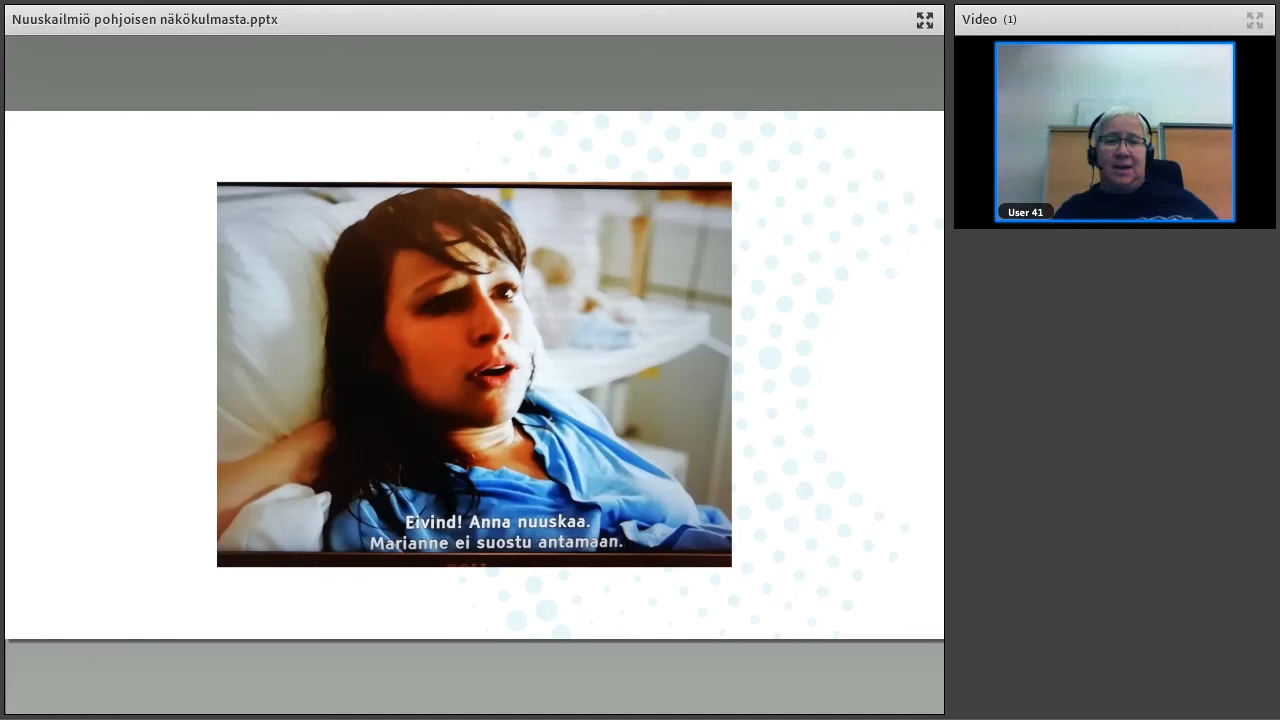 Nuuskailmiö pohjoisen näkökulmasta.pptx
Video (1)
User 41
Eivind! Anna nuuskaa.
Marianne ei suostu antamaan.